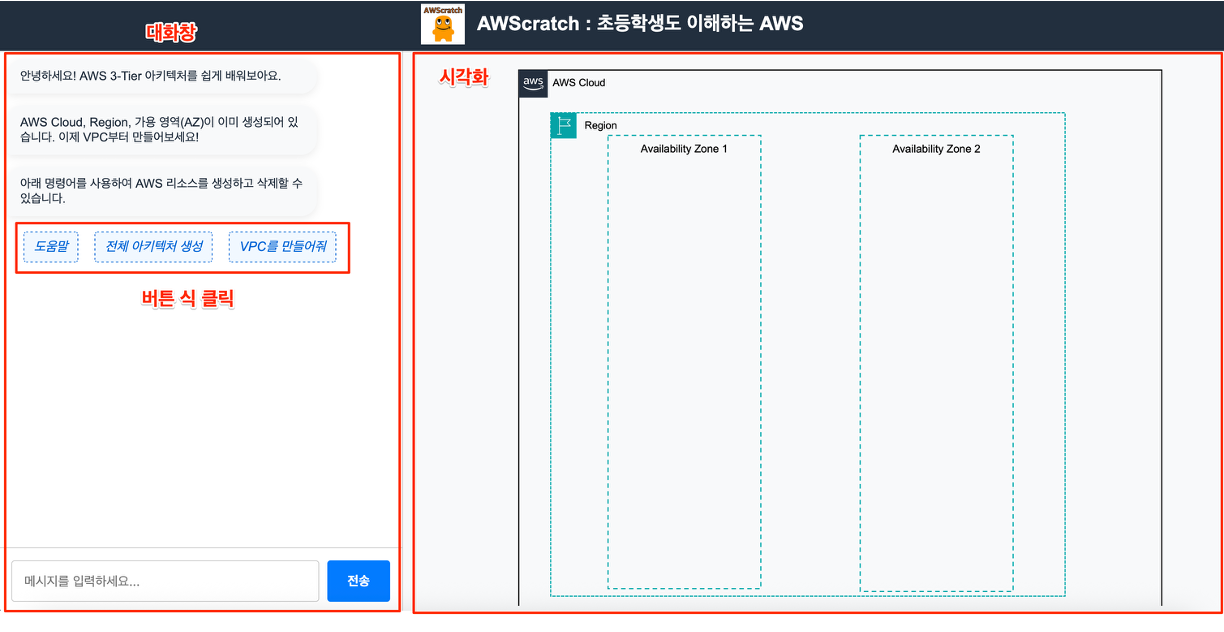 대화창
AWScratch
AWScratch : 초등학생도 이해하는 AWS
안녕하세요! AWS 3-Tier 아키텍처를 쉽게 배워보아요.
AWS Cloud, Region, 가용 영역(AZ)이 이미 생성되어 있
습니다. 이제 VPC부터 만들어보세요!
아래 명령어를 사용하여 AWS 리소스를 생성하고 삭제할 수
있습니다.
도움말
전체 아키텍처 생성
VPC를 만들어줘
버튼 식 클릭
메시지를 입력하세요...
전송
시각화
aws
AWS Cloud
Region
Availability Zone 1
Availability Zone 2